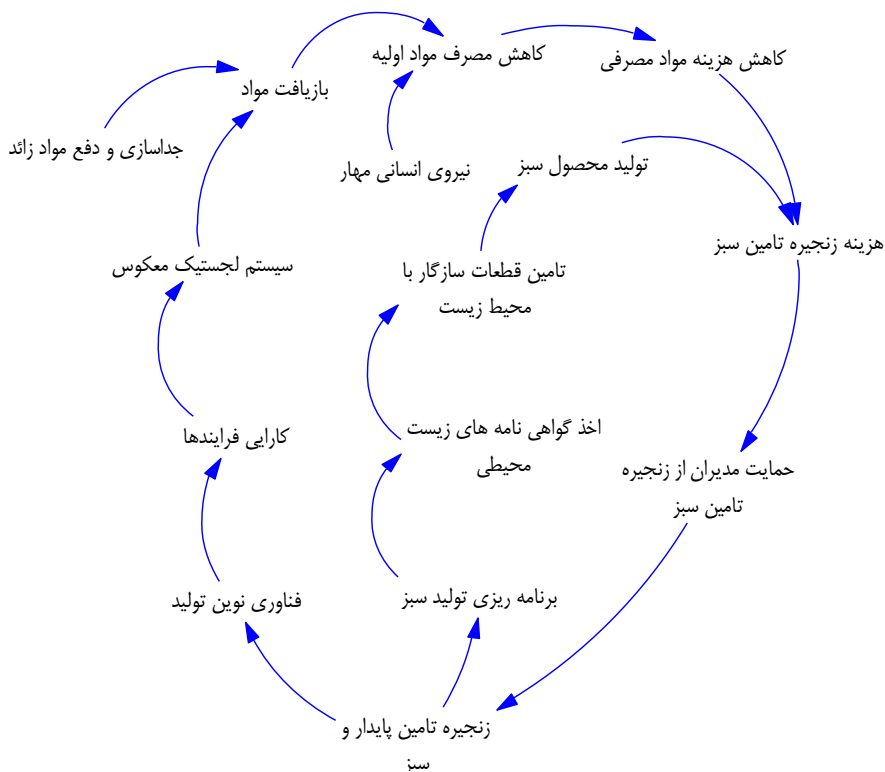 کاهش مصرف مواد اولیه
کاهش هزینه مواد مصرفی
بازیافت مواد
جداسازی و دفع مواد زائد
نیروی انسانی مهار
تولید محصول سبز
هزینه زنجیره تامین سبز
سیستم لجستیک معکوس
تامین قطعات سازگار با
محیط زیست
کارایی فرایندها
اخذ گواهی نامه های زیست
محیطی
حمایت مدیران از زنجیره
تامین سبز
فناوری نوین تولید
برنامه ریزی تولید سبز
زنجیره تامین پایدار و
سبز